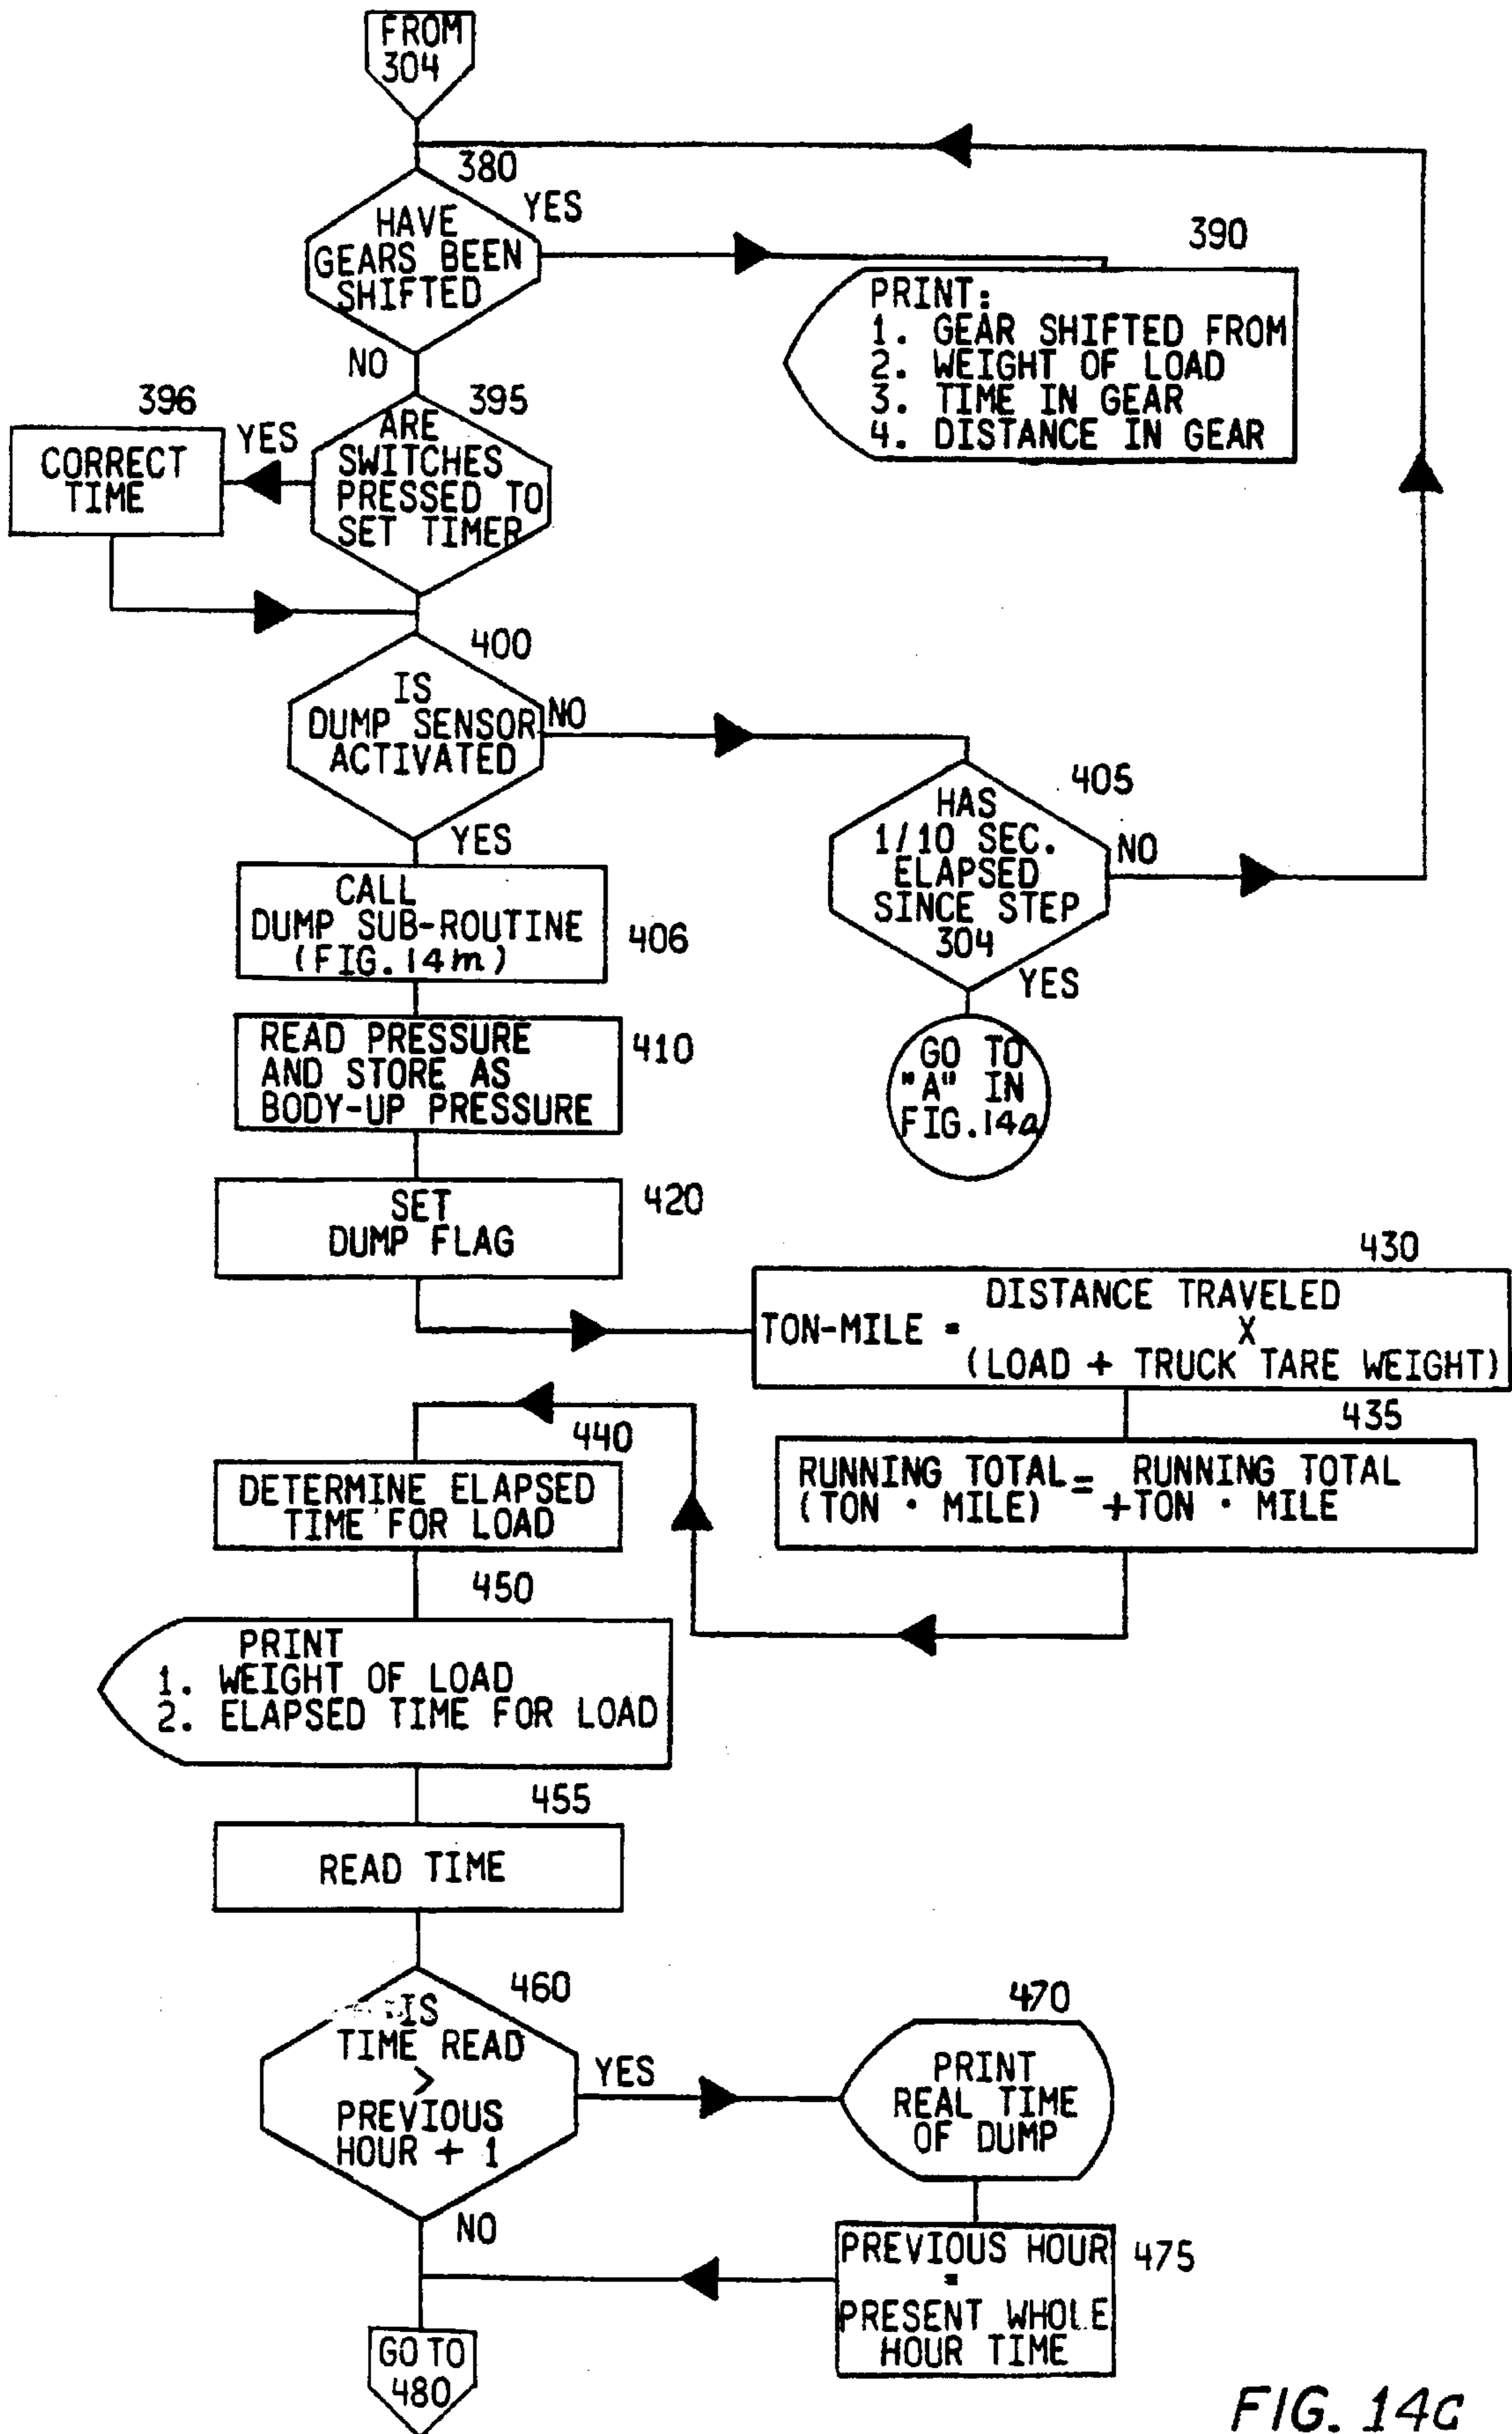 FROM
304
380
HAVE
GEARS BEEN
SHIFTED
YES
NO
390
PRINT:
1. GEAR SHIFTED FROM
2. WEIGHT OF LOAD
3. TIME IN GEAR
4. DISTANCE IN GEAR
395
ARE
SWITCHES
PRESSED TO
SET TIMER
YES
396
CORRECT
TIME
400
IS
DUMP SENSOR
ACTIVATED
NO
YES
405
HAS
1/10 SEC.
ELAPSED
SINCE STEP
304
NO
YES
GO TO
"A" IN
FIG.14a
CALL
DUMP SUB-ROUTINE
(FIG.14m)
406
READ PRESSURE
AND STORE AS
BODY-UP PRESSURE
410
SET
DUMP FLAG
420
430
DISTANCE TRAVELED
TON-MILE = X
(LOAD + TRUCK TARE WEIGHT)
435
RUNNING TOTAL = RUNNING TOTAL
(TON · MILE) +TON · MILE
440
DETERMINE ELAPSED
TIME FOR LOAD
450
PRINT
1. WEIGHT OF LOAD
2. ELAPSED TIME FOR LOAD
455
READ TIME
460
IS
TIME READ
>
PREVIOUS
HOUR + 1
YES
NO
470
PRINT
REAL TIME
OF DUMP
PREVIOUS HOUR
=
PRESENT WHOLE
HOUR TIME
475
GO TO
480
FIG. 14c